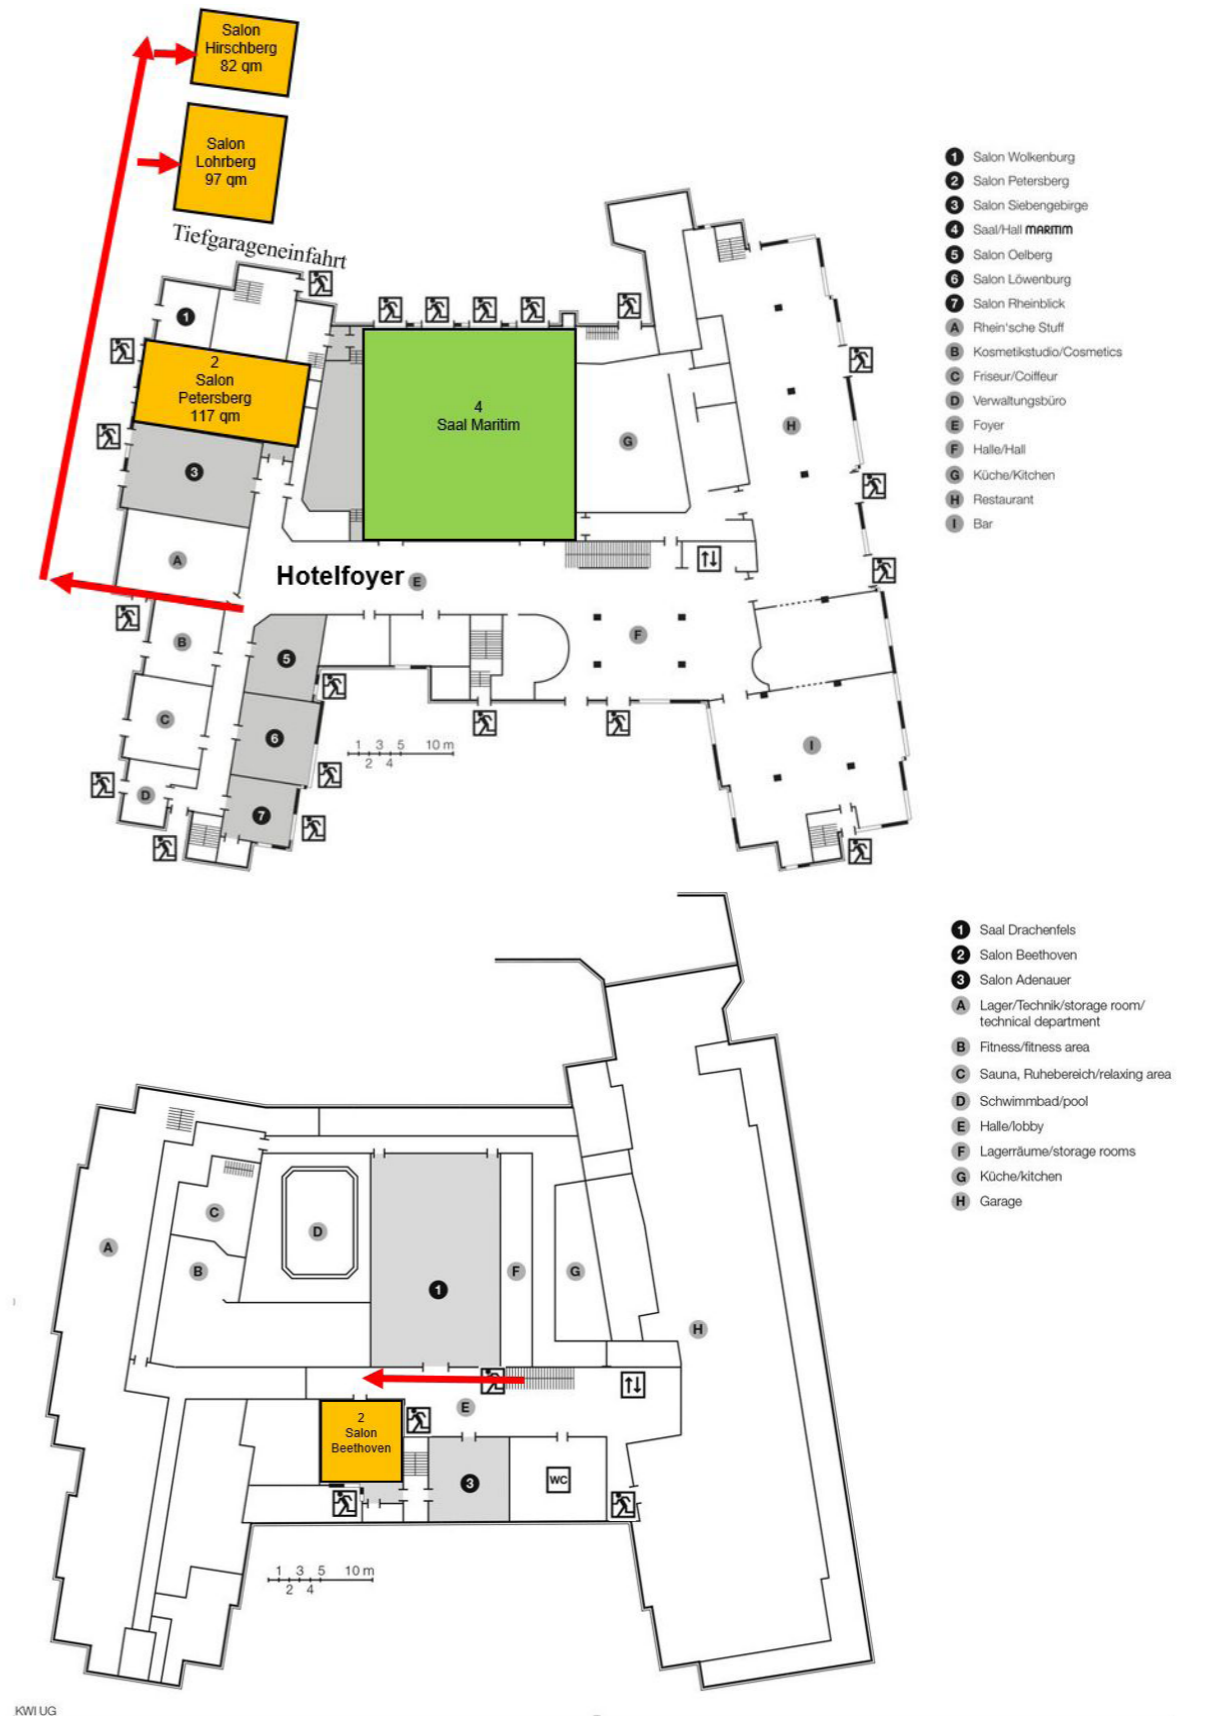 Salon
Hirschberg
82 qm
Salon
Lohrberg
97 qm
Tiefgarageneinfahrt
1
2
Salon
Petersberg
117 qm
3
4
Saal Maritim
G
H
A
Hotelfoyer E
B
5
F
C
6
I
D
7
1 3 5 10 m
2 4
1 Salon Wolkenburg
2 Salon Petersberg
3 Salon Siebengebirge
4 Saal/Hall MARITIM
5 Salon Oelberg
6 Salon Löwenburg
7 Salon Rheinblick
A Rhein'sche Stuff
B Kosmetikstudio/Cosmetics
C Friseur/Coiffeur
D Verwaltungsbüro
E Foyer
F Halle/Hall
G Küche/Kitchen
H Restaurant
I Bar
1 Saal Drachenfels
2 Salon Beethoven
3 Salon Adenauer
A Lager/Technik/storage room/
technical department
B Fitness/fitness area
C Sauna, Ruhebereich/relaxing area
D Schwimmbad/pool
E Halle/lobby
F Lagerräume/storage rooms
G Küche/kitchen
H Garage
C
D
A
B
F
G
1
H
E
2
Salon
Beethoven
3
WC
1 3 5 10 m
2 4
KWI UG